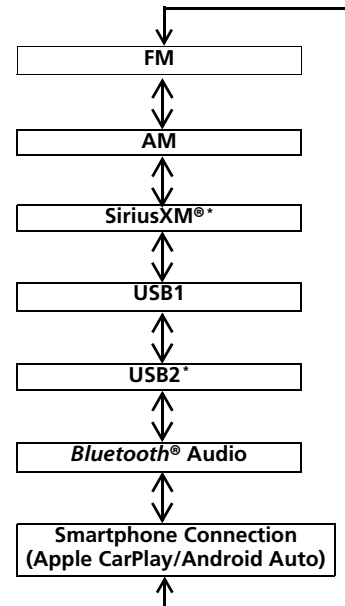 FM
AM
SiriusXM®*
USB1
USB2*
Bluetooth® Audio
Smartphone Connection
(Apple CarPlay/Android Auto)